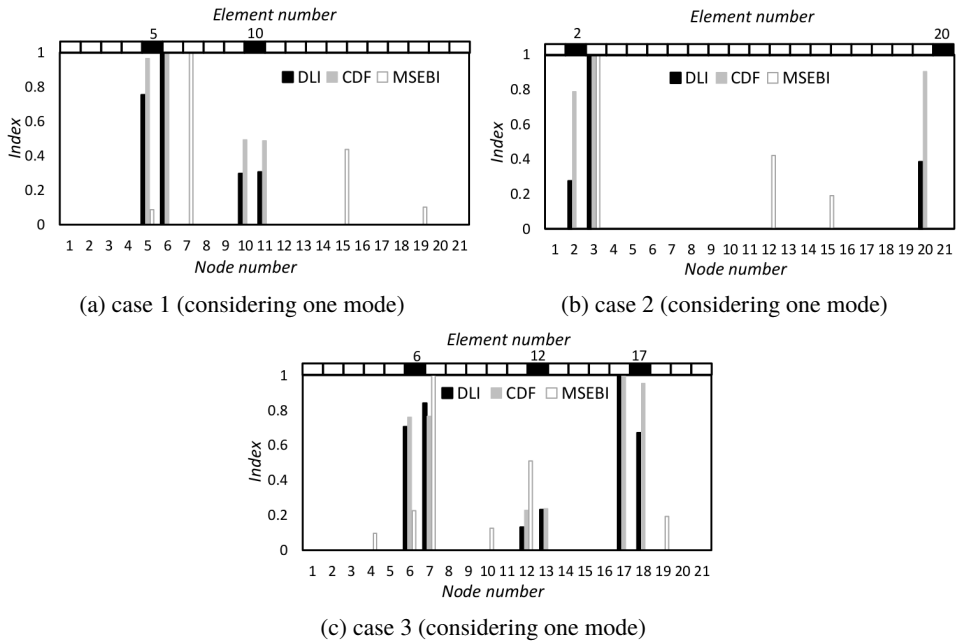 Element number
5 10
1
0.8
0.6
0.4
0.2
0
Index
DLI CDF MSEBI
1 2 3 4 5 6 7 8 9 10 11 12 13 14 15 16 17 18 19 20 21
Node number
(a) case 1 (considering one mode)
Element number
2 20
1
0.8
0.6
0.4
0.2
0
Index
DLI CDF MSEBI
1 2 3 4 5 6 7 8 9 10 11 12 13 14 15 16 17 18 19 20 21
Node number
(b) case 2 (considering one mode)
Element number
6 12 17
1
0.8
0.6
0.4
0.2
0
Index
DLI CDF MSEBI
1 2 3 4 5 6 7 8 9 10 11 12 13 14 15 16 17 18 19 20 21
Node number
(c) case 3 (considering one mode)